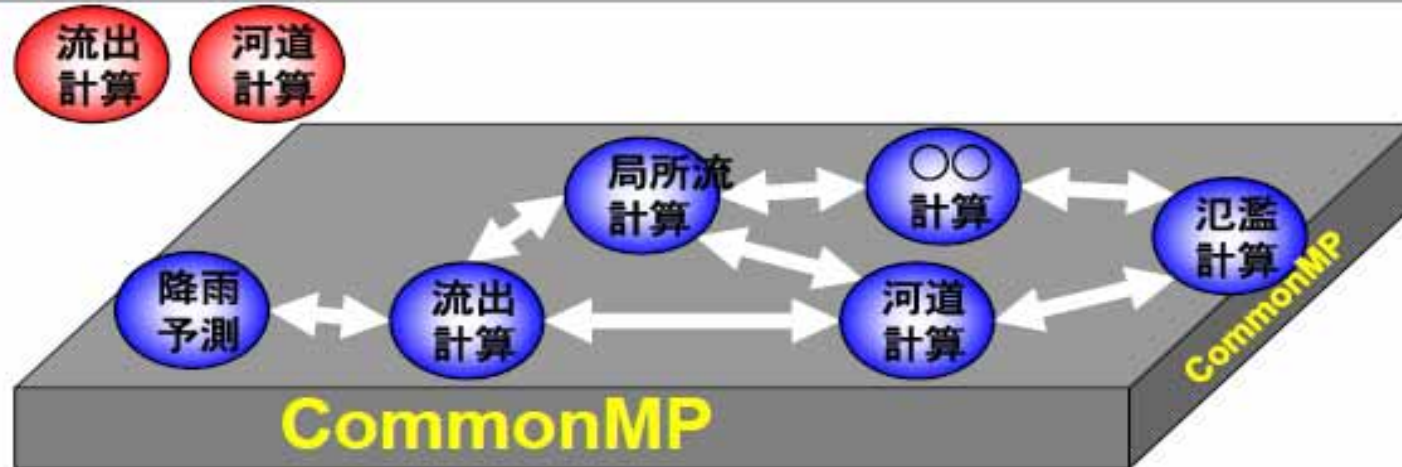 流出
計算
河道
計算
局所流
計算
○○
計算
氾濫
計算
降雨
予測
流出
計算
河道
計算
CommonMP
CommonMP